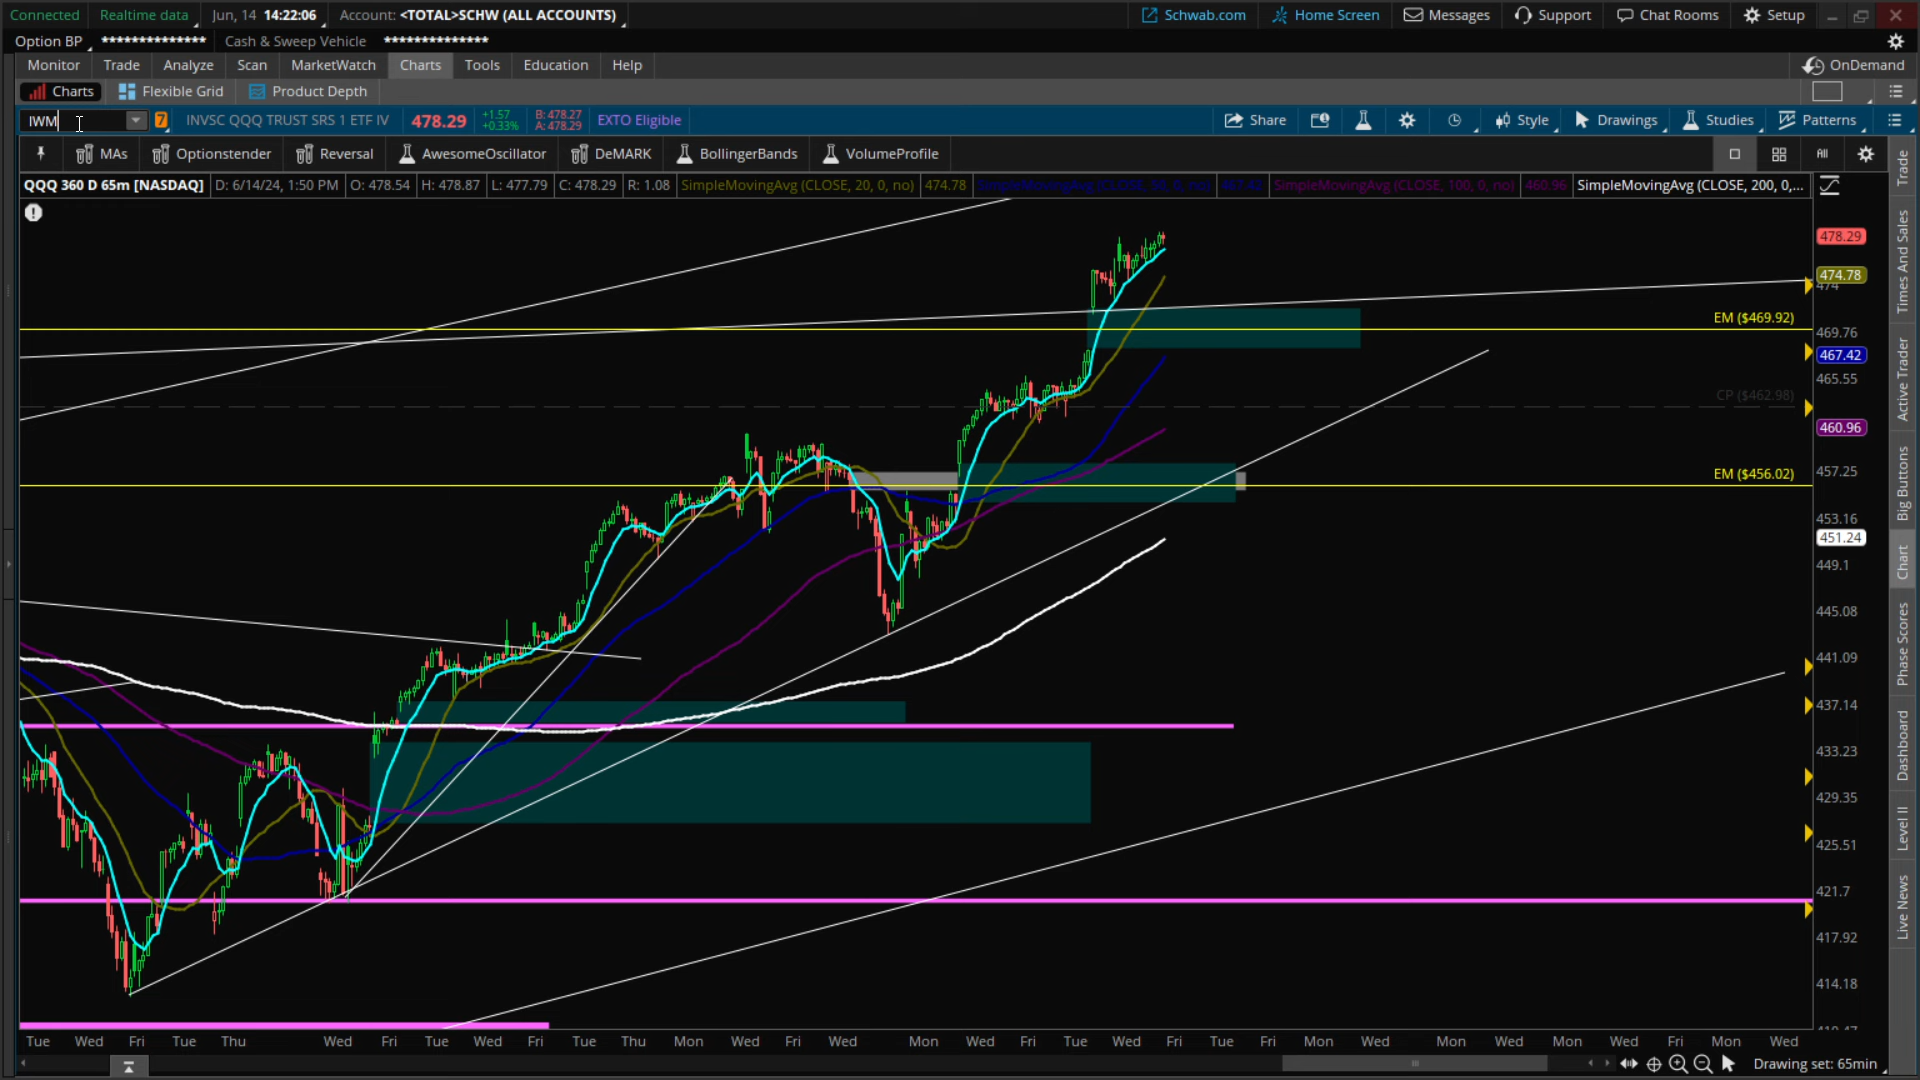 Connected Realtime data Jun, 14 14:22:06 Account: <TOTAL>SCHW (ALL ACCOUNTS) Schwab.com Home Screen Messages Support Chat Rooms Setup
Option BP ************** Cash & Sweep Vehicle **************
Monitor Trade Analyze Scan MarketWatch Charts Tools Education Help OnDemand
Charts Flexible Grid Product Depth
IWM 7 INVSC QQQ TRUST SRS 1 ETF IV 478.29 +1.57 +0.33% B: 478.27 A: 478.29 EXTO Eligible Share Style Drawings Studies Patterns
MAs Optionstender Reversal AwesomeOscillator DeMARK BollingerBands VolumeProfile All
QQQ 360 D 65m [NASDAQ] D: 6/14/24, 1:50 PM O: 478.54 H: 478.87 L: 477.79 C: 478.29 R: 1.08 SimpleMovingAvg (CLOSE, 20, 0, no) 474.78 SimpleMovingAvg (CLOSE, 50, 0, no) 467.42 SimpleMovingAvg (CLOSE, 100, 0, no) 460.96 SimpleMovingAvg (CLOSE, 200, 0,...
478.29
474.78
474
EM ($469.92)
469.76
467.42
465.55
CP ($462.98)
460.96
EM ($456.02)
457.25
453.16
451.24
449.1
445.08
441.09
437.14
433.23
429.35
425.51
421.7
417.92
414.18
Trade
Times And Sales
Active Trader
Big Buttons
Chart
Phase Scores
Dashboard
Level II
Live News
Tue Wed Fri Tue Thu Wed Fri Tue Wed Fri Tue Thu Mon Wed Fri Wed Mon Wed Fri Tue Wed Fri Tue Fri Mon Wed Mon Wed Mon Wed Fri Mon Wed
Drawing set: 65min